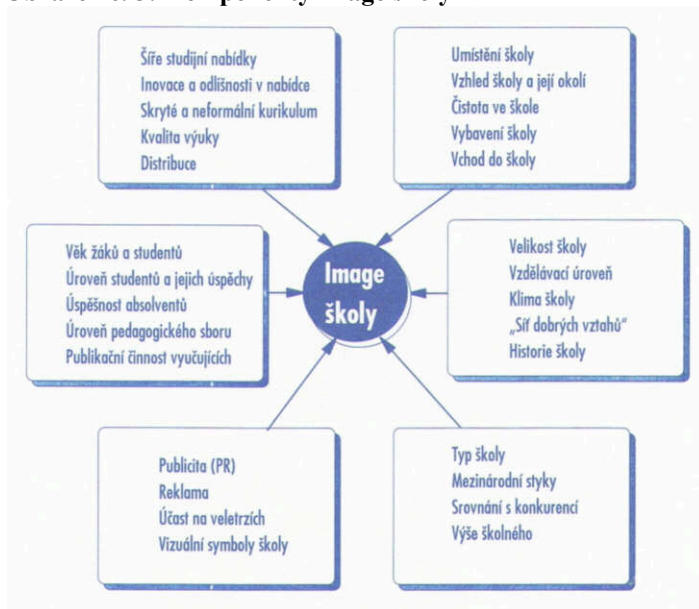 Šíře studijní nabídky
Inovace a odlišnosti v nabídce
Skryté a neformální kurikulum
Kvalita výuky
Distribuce
Umístění školy
Vzhled školy a její okolí
Čistota ve škole
Vybavení školy
Vchod do školy
Věk žáků a studentů
Úroveň studentů a jejich úspěchy
Úspěšnost absolventů
Úroveň pedagogického sboru
Publikační činnost vyučujících
Image
školy
Velikost školy
Vzdělávací úroveň
Klima školy
„Síť dobrých vztahů“
Historie školy
Publicita (PR)
Reklama
Účast na veletrzích
Vizuální symboly školy
Typ školy
Mezinárodní styky
Srovnání s konkurencí
Výše školného